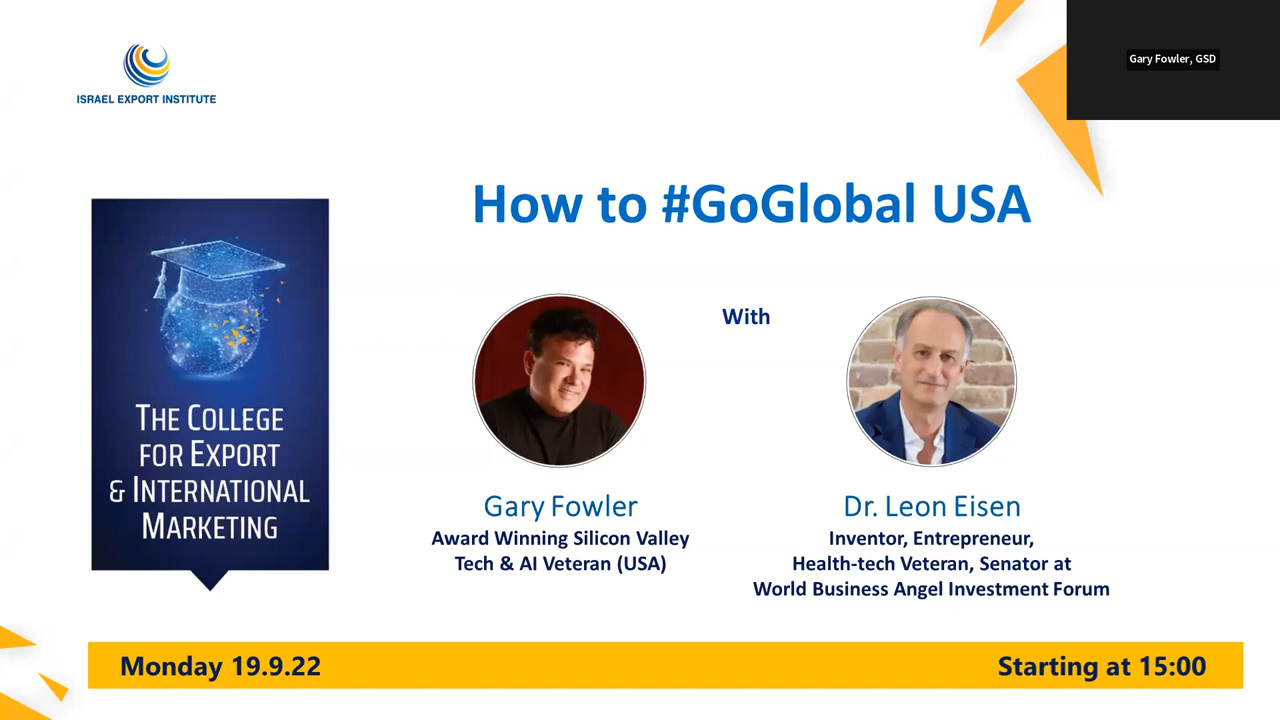 ISRAEL EXPORT INSTITUTE
Gary Fowler, GSD
How to #GoGlobal USA
With
THE COLLEGE
FOR EXPORT
& INTERNATIONAL
MARKETING
Gary Fowler
Award Winning Silicon Valley
Tech & AI Veteran (USA)
Dr. Leon Eisen
Inventor, Entrepreneur,
Health-tech Veteran, Senator at
World Business Angel Investment Forum
Monday 19.9.22
Starting at 15:00